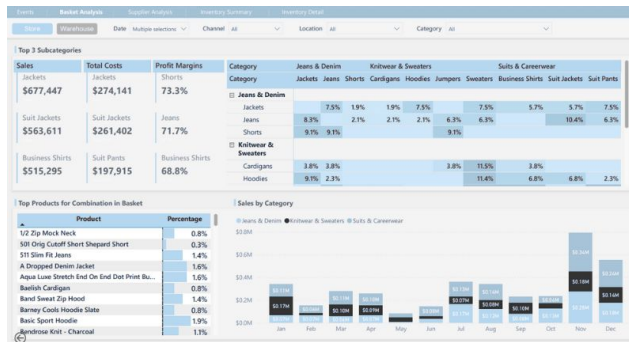 Trends Basket Analysis Supplier Analysis Inventory Summary Inventory Detail
Store Warehouse Date Multiple selections Channel All Location All Category All
Top 3 Subcategories
Sales Total Costs Profit Margins
Jackets Jackets Shorts
$677,447 $274,141 73.3%
Suit Jackets Suit Jackets Jeans
$563,611 $261,402 71.7%
Business Shirts Suit Pants Business Shirts
$515,295 $197,915 68.8%
Category Jeans & Denim Knitwear & Sweaters Suits & Careerwear
Category Jackets Jeans Shorts Cardigans Hoodies Jumpers Sweaters Business Shirts Suit Jackets Suit Pants
Jeans & Denim
Jackets 7.5% 1.9% 1.9% 7.5% 7.5% 5.7% 5.7% 7.5%
Jeans 8.3% 2.1% 2.1% 2.1% 6.3% 6.3% 10.4% 6.3%
Shorts 9.1% 9.1% 9.1%
Knitwear &
Sweaters
Cardigans 3.8% 3.8% 3.8% 11.5% 3.8%
Hoodies 9.1% 2.3% 11.4% 6.8% 6.8% 2.3%
Top Products for Combination in Basket
Product Percentage
1/2 Zip Mock Neck 0.8%
501 Orig Cutoff Short Shepard Short 0.3%
511 Slim Fit Jeans 1.4%
A Dropped Denim Jacket 1.6%
Aqua Luxe Stretch End On End Dot Print Bu... 1.6%
Baelish Cardigan 0.8%
Band Sweat Zip Hood 1.4%
Barney Cools Hoodie Slate 0.8%
Basic Sport Hoodie 1.9%
Bendrose Knit - Charcoal 1.1%
Sales by Category
Jeans & Denim Knitwear & Sweaters Suits & Careerwear
$0.8M
$0.6M
$0.4M
$0.2M
$0.0M
$0.17M
$0.10M
$0.07M
$0.08M
$0.10M
$0.18M
$0.14M
Jan Feb Mar Apr May Jun Jul Aug Sep Oct Nov Dec